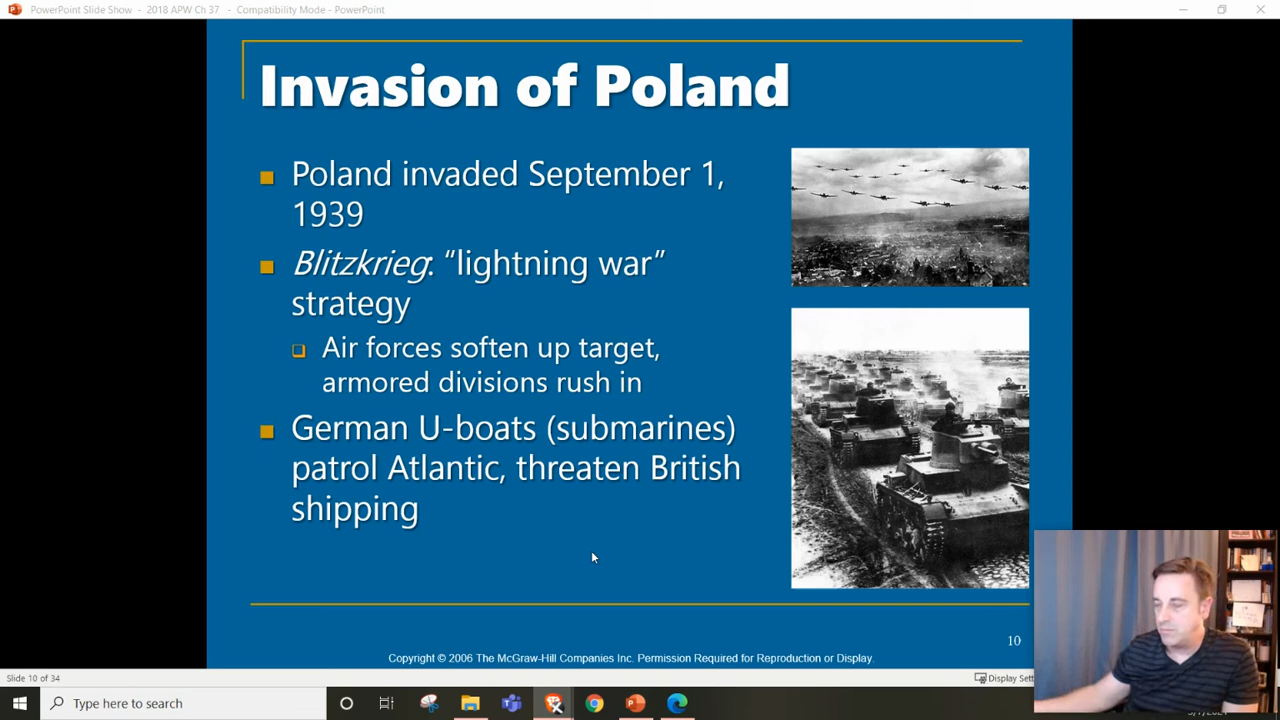 PowerPoint Slide Show - 2018 APW Ch 37 - Compatibility Mode - PowerPoint
Invasion of Poland
Poland invaded September 1,
1939
Blitzkrieg: “lightning war”
strategy
Air forces soften up target,
armored divisions rush in
German U-boats (submarines)
patrol Atlantic, threaten British
shipping
10
Copyright © 2006 The McGraw-Hill Companies Inc. Permission Required for Reproduction or Display.
Slide 10 of 34
Display Sett
Type here to search